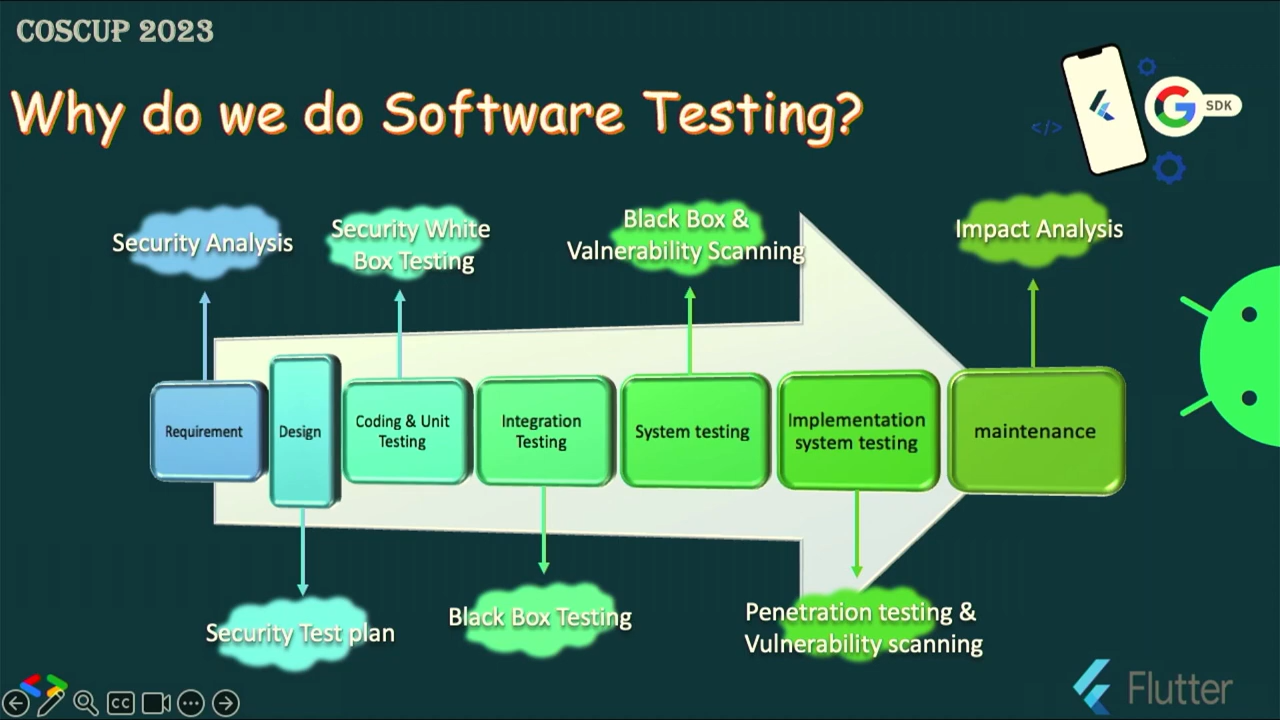 COSCUP 2023
Why do we do Software Testing?
</>
SDK
Security Analysis
Security White
Box Testing
Black Box &
Valnerability Scanning
Impact Analysis
Requirement
Design
Coding & Unit
Testing
Integration
Testing
System testing
Implementation
system testing
maintenance
Security Test plan
Black Box Testing
Penetration testing &
Vulnerability scanning
CC
Flutter